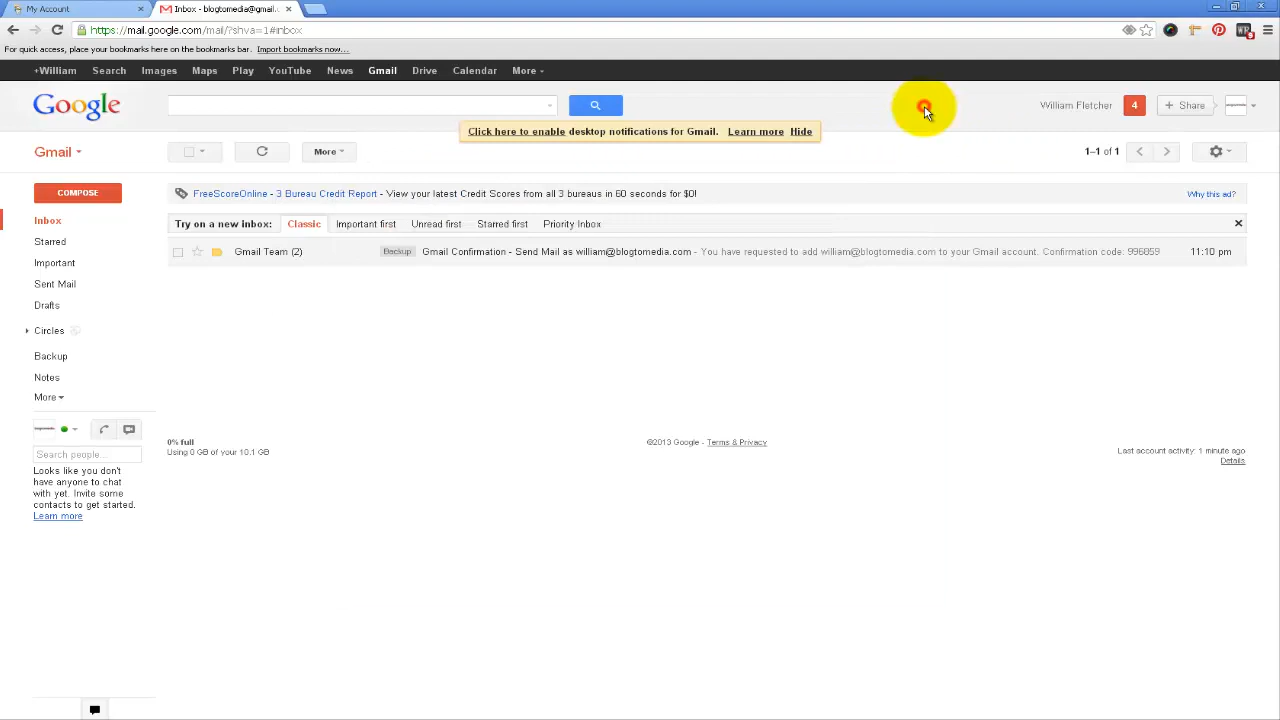 My Account
Inbox - blogtomedia@gmail.c
https://mail.google.com/mail/?shva=1#inbox
For quick access, place your bookmarks here on the bookmarks bar. Import bookmarks now...
+William Search Images Maps Play YouTube News Gmail Drive Calendar More
Google
William Fletcher 4 + Share
Click here to enable desktop notifications for Gmail. Learn more Hide
Gmail
More
1–1 of 1
COMPOSE
FreeScoreOnline - 3 Bureau Credit Report - View your latest Credit Scores from all 3 bureaus in 60 seconds for $0!
Why this ad?
Inbox
Try on a new inbox: Classic Important first Unread first Starred first Priority Inbox
Starred
Gmail Team (2) Backup Gmail Confirmation - Send Mail as william@blogtomedia.com - You have requested to add william@blogtomedia.com to your Gmail account. Confirmation code: 996859 11:10 pm
Important
Sent Mail
Drafts
Circles
Backup
Notes
More
Search people...
Looks like you don't
have anyone to chat
with yet. Invite some
contacts to get started.
Learn more
0% full
Using 0 GB of your 10.1 GB
©2013 Google - Terms & Privacy
Last account activity: 1 minute ago
Details